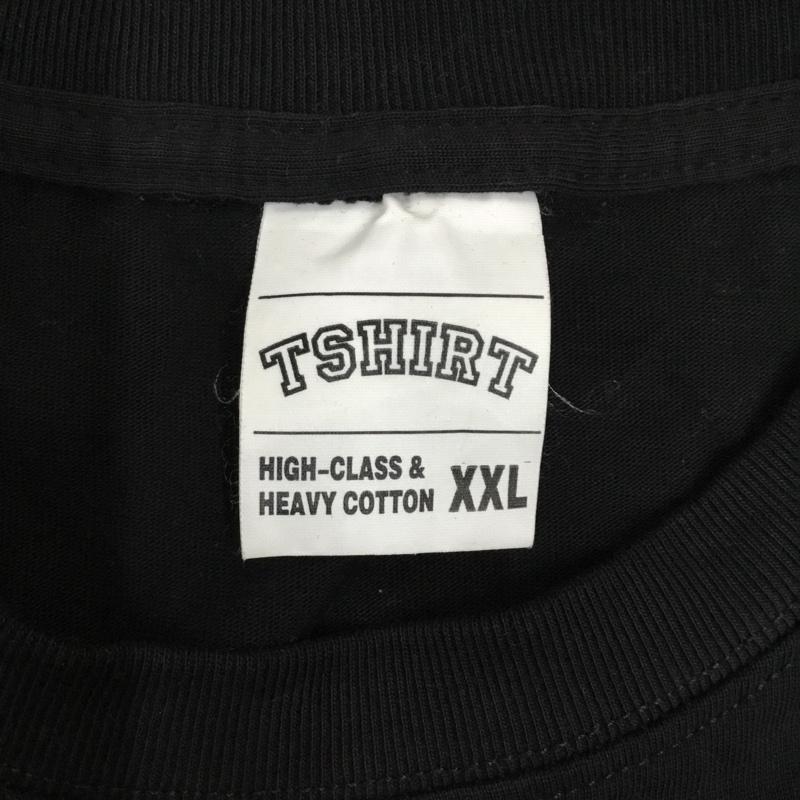 TSHIRT
HIGH-CLASS &
HEAVY COTTON
XXL